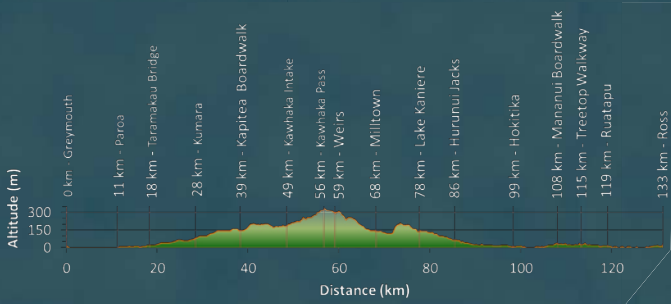 0 km - Greymouth
11 km - Paroa
18 km - Taramakau Bridge
28 km - Kumara
39 km - Kapitea Boardwalk
49 km - Kawhaka Intake
56 km - Kawhaka Pass
59 km - Weirs
68 km - Milltown
78 km - Lake Kaniere
86 km - Hurunui Jacks
99 km - Hokitika
108 km - Mananui Boardwalk
115 km - Treetop Walkway
119 km - Ruatapu
133 km - Ross
Altitude (m)
300
150
0
0 20 40 60 80 100 120
Distance (km)